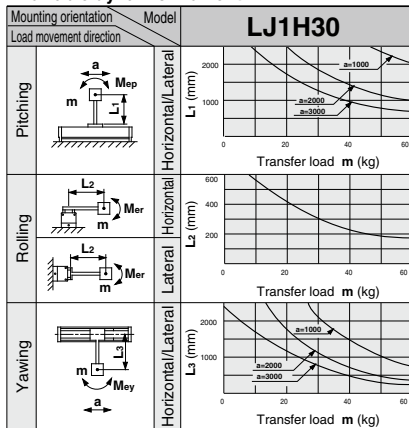 Mounting orientation
Model
Load movement direction
LJ1H30
Pitching
a
Mep
m
L1
Horizontal/Lateral
L1 (mm)
2000
1000
a=1000
a=2000
a=3000
0 20 40 60
Transfer load m (kg)
Rolling
L2
m
Mer
Horizontal
L2
m
Mer
Lateral
L2 (mm)
600
400
200
0 20 40 60
Transfer load m (kg)
Yawing
L3
m
Mey
a
Horizontal/Lateral
L3 (mm)
2000
1000
a=1000
a=2000
a=3000
0 20 40 60
Transfer load m (kg)